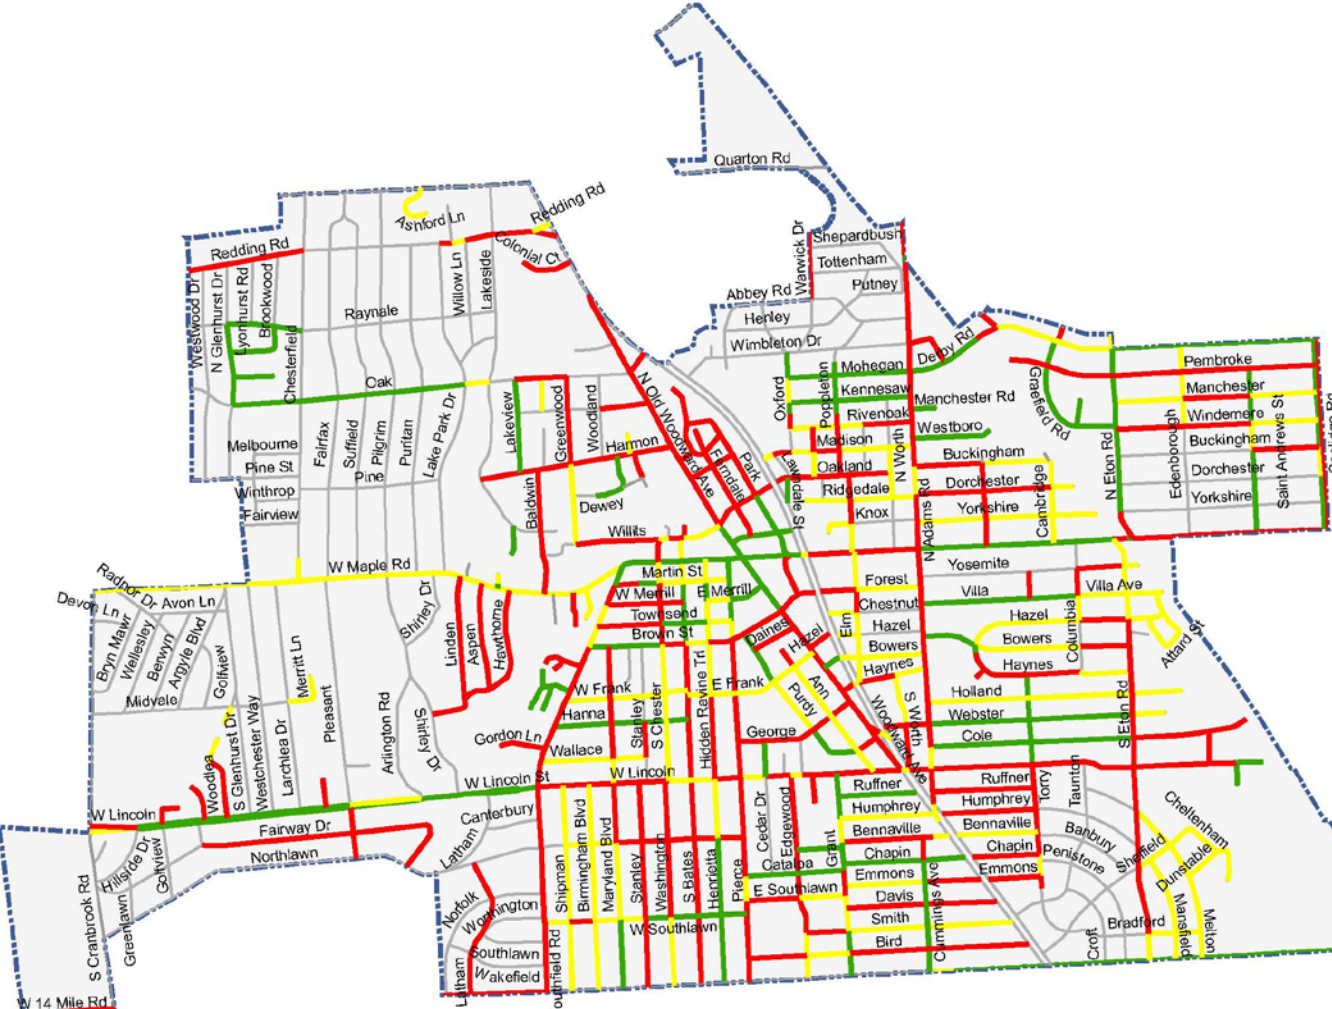 Quarton Rd
Redding Rd
Ashford Ln
Redding Rd
Colonial Ct
Warwick Dr
Shepardbush
Tottenham
Putney
Abbey Rd
Henley
Wimbleton Dr
Westwood Dr
N Glenhurst Dr
Lyonhurst Rd
Brookwood
Chesterfield
Raynale
Willow Ln
Lakeside
Oak
Derby Rd
Mohegan
Kennesaw
Manchester Rd
Rivenoak
Westboro
Oxford
Poppleton
Madison
Oakland
Ridgedale
Knox
N Worth
Buckingham
Dorchester
Yorkshire
Cambridge
Graefield Rd
N Eton Rd
Pembroke
Manchester
Windemere
Buckingham
Dorchester
Yorkshire
Edenborough
Saint Andrews St
Melbourne
Pine St
Winthrop
Fairview
Fairfax
Suffield
Pilgrim
Puritan
Pine
Lake Park Dr
Lakeview
Greenwood
Woodland
Harmon
Baldwin
Dewey
Willits
N Old Woodward Ave
Ferndale
Park
Lawndale St
N Adams Rd
Yosemite
Villa
Villa Ave
W Maple Rd
Radnor Dr
Devon Ln
Avon Ln
Bryn Mawr
Wellesley
Berwyn
Argyle Blvd
Midvale
Golfview
Merritt Ln
Shirley Dr
Linden
Aspen
Hawthorne
Martin St
W Merrill
E Merrill
Townsend
Brown St
Daines
Hazel
Elm
Forest
Chestnut
Hazel
Bowers
Haynes
Hazel
Bowers
Haynes
Columbia
Attard St
Holland
Webster
Cole
S Eton Rd
W Frank
E Frank
Hanna
Stanley
S Chester
Hidden Ravine Trl
Purdy
Ann
George
Woodward Ave
S Worth
Wallace
Gordon Ln
W Lincoln St
W Lincoln
Woodlea
S Glenhurst Dr
Westchester Way
Larchlea Dr
Pleasant
Arlington Rd
Shirley Dr
W Lincoln
Fairway Dr
Northlawn
Hillside Dr
Golfview
Greenlawn
S Cranbrook Rd
W 14 Mile Rd
Canterbury
Latham
Norfolk
Worthington
Southlawn
Wakefield
Latham
outhfield Rd
Shipman
Birmingham Blvd
Maryland Blvd
Stanley
Washington
S Bates
Henrietta
Pierce
W Southlawn
Cedar Dr
Edgewood
Catalpa
E Southlawn
Grant
Ruffner
Humphrey
Bennaville
Chapin
Emmons
Davis
Smith
Bird
Cummings Ave
Ruffner
Humphrey
Bennaville
Chapin
Emmons
Torry
Taunton
Banbury
Penistone
Sheffield
Cheltenham
Dunstable
Bradford
Croft
Mansfield
Melton